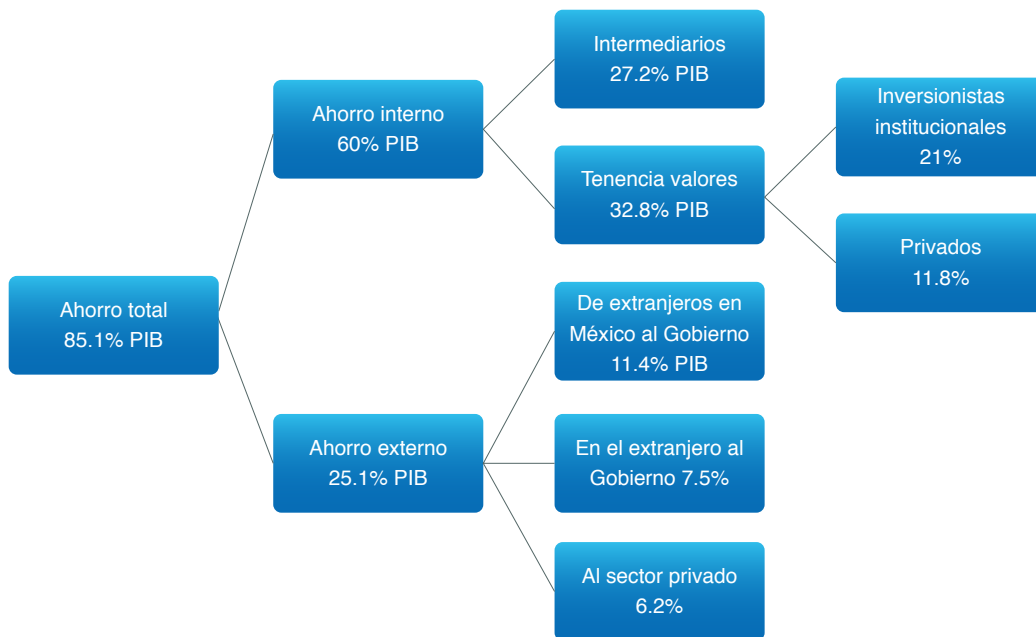 Ahorro total
85.1% PIB
Ahorro interno
60% PIB
Intermediarios
27.2% PIB
Tenencia valores
32.8% PIB
Inversionistas
institucionales
21%
Privados
11.8%
Ahorro externo
25.1% PIB
De extranjeros en
México al Gobierno
11.4% PIB
En el extranjero al
Gobierno 7.5%
Al sector privado
6.2%